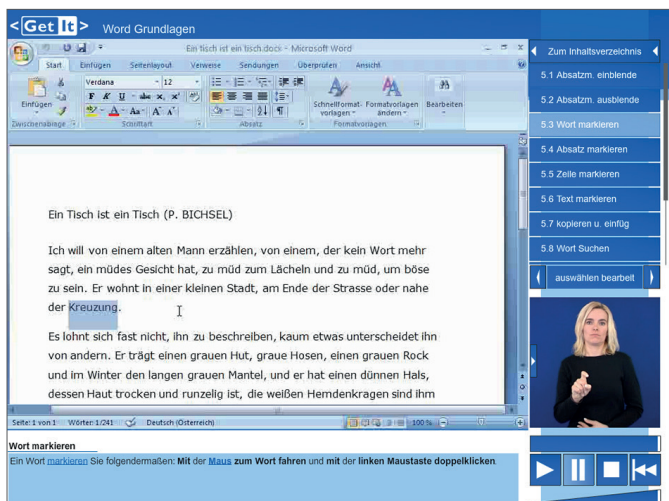 <Get It> Word Grundlagen
Ein tisch ist ein tisch.docx - Microsoft Word
Start Einfügen Seitenlayout Verweise Sendungen Überprüfen Ansicht
Verdana 12
Einfügen
F K U abe x, x²
Aa A A
Schnellformat-vorlagen
Formatvorlagen ändern
Bearbeiten
Zwischenablage Schriftart Absatz Formatvorlagen
Ein Tisch ist ein Tisch (P. BICHSEL)
Ich will von einem alten Mann erzählen, von einem, der kein Wort mehr
sagt, ein müdes Gesicht hat, zu müd zum Lächeln und zu müd, um böse
zu sein. Er wohnt in einer kleinen Stadt, am Ende der Strasse oder nahe
der Kreuzung.
Es lohnt sich fast nicht, ihn zu beschreiben, kaum etwas unterscheidet ihn
von andern. Er trägt einen grauen Hut, graue Hosen, einen grauen Rock
und im Winter den langen grauen Mantel, und er hat einen dünnen Hals,
dessen Haut trocken und runzelig ist, die weißen Hemdenkragen sind ihm
Seite: 1 von 1 Wörter: 1/241 Deutsch (Österreich) 100 %
Zum Inhaltsverzeichnis
5.1 Absatzm. einblende
5.2 Absatzm. ausblende
5.3 Wort markieren
5.4 Absatz markieren
5.5 Zeile markieren
5.6 Text markieren
5.7 kopieren u. einfüg
5.8 Wort Suchen
auswählen bearbeit
Wort markieren
Ein Wort markieren Sie folgendermaßen: Mit der Maus zum Wort fahren und mit der linken Maustaste doppelklicken.